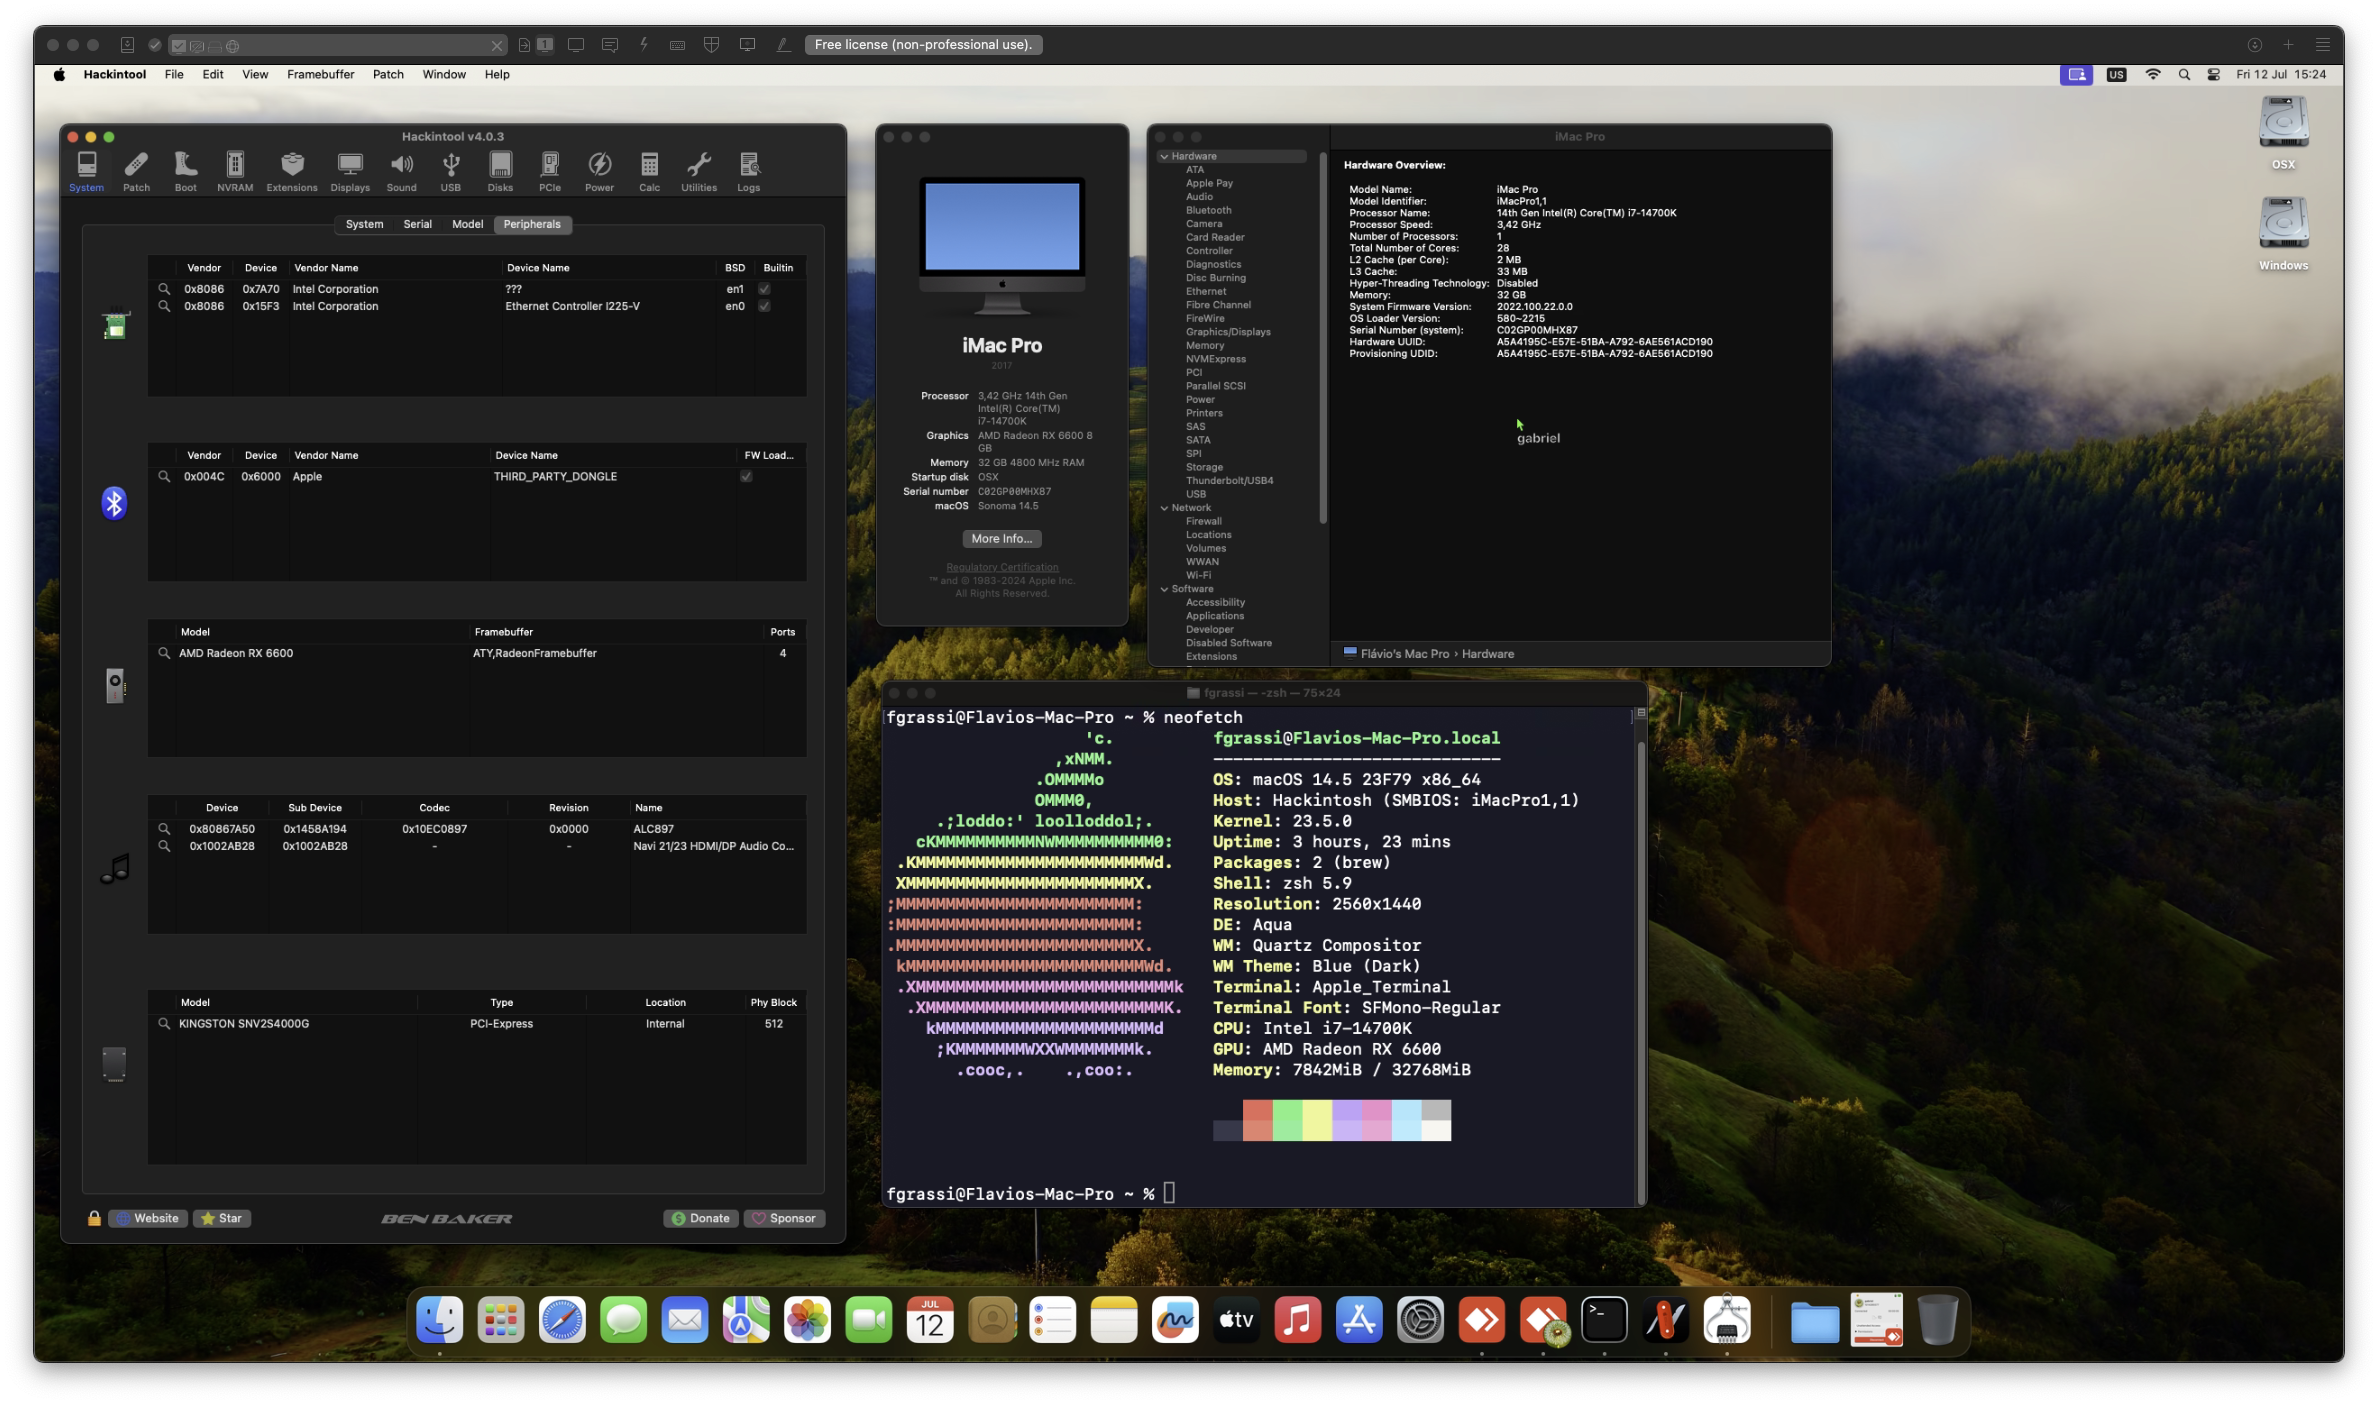 Free license (non-professional use).
Hackintool File Edit View Framebuffer Patch Window Help
US Fri 12 Jul 15:24
OSX
Windows
Hackintool v4.0.3
System Patch Boot NVRAM Extensions Displays Sound USB Disks PCIe Power Calc Utilities Logs
System Serial Model Peripherals
Vendor Device Vendor Name Device Name BSD Builtin
0x8086 0x7A70 Intel Corporation ??? en1
0x8086 0x15F3 Intel Corporation Ethernet Controller I225-V en0
Vendor Device Vendor Name Device Name FW Load...
0x004C 0x6000 Apple THIRD_PARTY_DONGLE
Model Framebuffer Ports
AMD Radeon RX 6600 ATY,RadeonFramebuffer 4
Device Sub Device Codec Revision Name
0x80867A50 0x1458A194 0x10EC0897 0x0000 ALC897
0x1002AB28 0x1002AB28 - - Navi 21/23 HDMI/DP Audio Co...
Model Type Location Phy Block
KINGSTON SNV2S4000G PCI-Express Internal 512
Website Star BEN BAKER Donate Sponsor
iMac Pro
2017
Processor 3,42 GHz 14th Gen
Intel(R) Core(TM)
i7-14700K
Graphics AMD Radeon RX 6600 8
GB
Memory 32 GB 4800 MHz RAM
Startup disk OSX
Serial number C02GP00MHX87
macOS Sonoma 14.5
More Info...
Regulatory Certification
™ and © 1983-2024 Apple Inc.
All Rights Reserved.
iMac Pro
Hardware
ATA
Apple Pay
Audio
Bluetooth
Camera
Card Reader
Controller
Diagnostics
Disc Burning
Ethernet
Fibre Channel
FireWire
Graphics/Displays
Memory
NVMExpress
PCI
Parallel SCSI
Power
Printers
SAS
SATA
SPI
Storage
Thunderbolt/USB4
USB
Network
Firewall
Locations
Volumes
WWAN
Wi-Fi
Software
Accessibility
Applications
Developer
Disabled Software
Extensions
Hardware Overview:
Model Name: iMac Pro
Model Identifier: iMacPro1,1
Processor Name: 14th Gen Intel(R) Core(TM) i7-14700K
Processor Speed: 3,42 GHz
Number of Processors: 1
Total Number of Cores: 28
L2 Cache (per Core): 2 MB
L3 Cache: 33 MB
Hyper-Threading Technology: Disabled
Memory: 32 GB
System Firmware Version: 2022.100.22.0.0
OS Loader Version: 580~2215
Serial Number (system): C02GP00MHX87
Hardware UUID: A5A4195C-E57E-51BA-A792-6AE561ACD190
Provisioning UDID: A5A4195C-E57E-51BA-A792-6AE561ACD190
gabriel
Flávio's Mac Pro › Hardware
fgrassi — -zsh — 75×24
fgrassi@Flavios-Mac-Pro ~ % neofetch
'c. fgrassi@Flavios-Mac-Pro.local
,xNMM. -----------------------------
.OMMMMo OS: macOS 14.5 23F79 x86_64
OMMM0, Host: Hackintosh (SMBIOS: iMacPro1,1)
.;loddo:' loolloddol;. Kernel: 23.5.0
cKMMMMMMMMMMNWMMMMMMMMMM0: Uptime: 3 hours, 23 mins
.KMMMMMMMMMMMMMMMMMMMMMMMWd. Packages: 2 (brew)
XMMMMMMMMMMMMMMMMMMMMMMMX. Shell: zsh 5.9
;MMMMMMMMMMMMMMMMMMMMMMMM: Resolution: 2560x1440
:MMMMMMMMMMMMMMMMMMMMMMMM: DE: Aqua
.MMMMMMMMMMMMMMMMMMMMMMMMX. WM: Quartz Compositor
kMMMMMMMMMMMMMMMMMMMMMMMMWd. WM Theme: Blue (Dark)
.XMMMMMMMMMMMMMMMMMMMMMMMMMMk Terminal: Apple_Terminal
.XMMMMMMMMMMMMMMMMMMMMMMMMK. Terminal Font: SFMono-Regular
kMMMMMMMMMMMMMMMMMMMMMMd CPU: Intel i7-14700K
;KMMMMMMMWXXWMMMMMMMk. GPU: AMD Radeon RX 6600
.cooc,. .,coo:. Memory: 7842MiB / 32768MiB
fgrassi@Flavios-Mac-Pro ~ %
JUL
12
tv